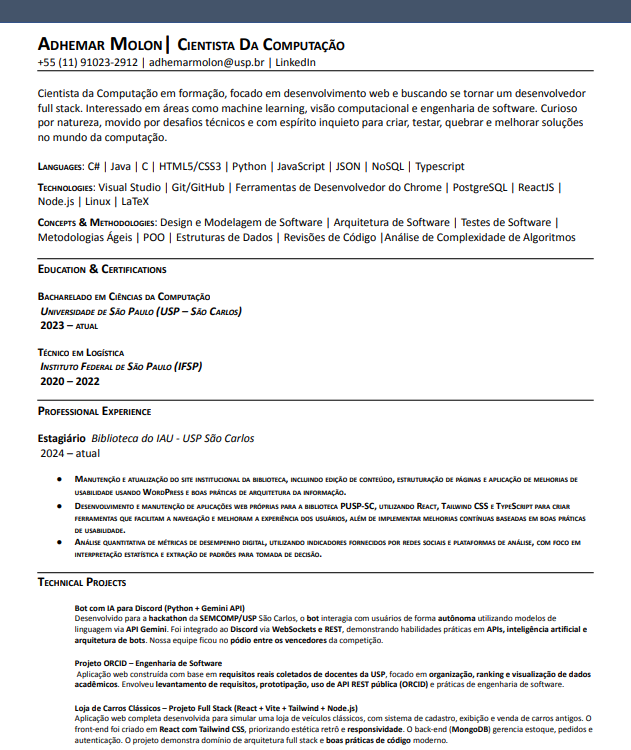 Adhemar Molon| Cientista Da Computação
+55 (11) 91023-2912 | adhemarmolon@usp.br | LinkedIn
Cientista da Computação em formação, focado em desenvolvimento web e buscando se tornar um desenvolvedor
full stack. Interessado em áreas como machine learning, visão computacional e engenharia de software. Curioso
por natureza, movido por desafios técnicos e com espírito inquieto para criar, testar, quebrar e melhorar soluções
no mundo da computação.
Languages: C# | Java | C | HTML5/CSS3 | Python | JavaScript | JSON | NoSQL | Typescript
Technologies: Visual Studio | Git/GitHub | Ferramentas de Desenvolvedor do Chrome | PostgreSQL | ReactJS |
Node.js | Linux | LaTeX
Concepts & Methodologies: Design e Modelagem de Software | Arquitetura de Software | Testes de Software |
Metodologias Ágeis | POO | Estruturas de Dados | Revisões de Código |Análise de Complexidade de Algoritmos
Education & Certifications
Bacharelado em Ciências da Computação
Universidade de São Paulo (USP – São Carlos)
2023 – atual
Técnico em Logística
Instituto Federal de São Paulo (IFSP)
2020 – 2022
Professional Experience
Estagiário Biblioteca do IAU - USP São Carlos
2024 – atual
• Manutenção e atualização do site institucional da biblioteca, incluindo edição de conteúdo, estruturação de páginas e aplicação de melhorias de
usabilidade usando WordPress e boas práticas de arquitetura da informação.
• Desenvolvimento e manutenção de aplicações web próprias para a biblioteca PUSP-SC, utilizando React, Tailwind CSS e TypeScript para criar
ferramentas que facilitam a navegação e melhoram a experiência dos usuários, além de implementar melhorias contínuas baseadas em boas práticas
de usabilidade.
• Análise quantitativa de métricas de desempenho digital, utilizando indicadores fornecidos por redes sociais e plataformas de análise, com foco em
interpretação estatística e extração de padrões para tomada de decisão.
Technical Projects
Bot com IA para Discord (Python + Gemini API)
Desenvolvido para a hackathon da SEMCOMP/USP São Carlos, o bot interagia com usuários de forma autônoma utilizando modelos de
linguagem via API Gemini. Foi integrado ao Discord via WebSockets e REST, demonstrando habilidades práticas em APIs, inteligência artificial e
arquitetura de bots. Nossa equipe ficou no pódio entre os vencedores da competição.
Projeto ORCID – Engenharia de Software
Aplicação web construída com base em requisitos reais coletados de docentes da USP, focado em organização, ranking e visualização de dados
acadêmicos. Envolveu levantamento de requisitos, prototipação, uso de API REST pública (ORCID) e práticas de engenharia de software.
Loja de Carros Clássicos – Projeto Full Stack (React + Vite + Tailwind + Node.js)
Aplicação web completa desenvolvida para simular uma loja de veículos clássicos, com sistema de cadastro, exibição e venda de carros antigos. O
front-end foi criado em React com Tailwind CSS, priorizando estética retrô e responsividade. O back-end (MongoDB) gerencia estoque, pedidos e
autenticação. O projeto demonstra domínio de arquitetura full stack e boas práticas de código moderno.